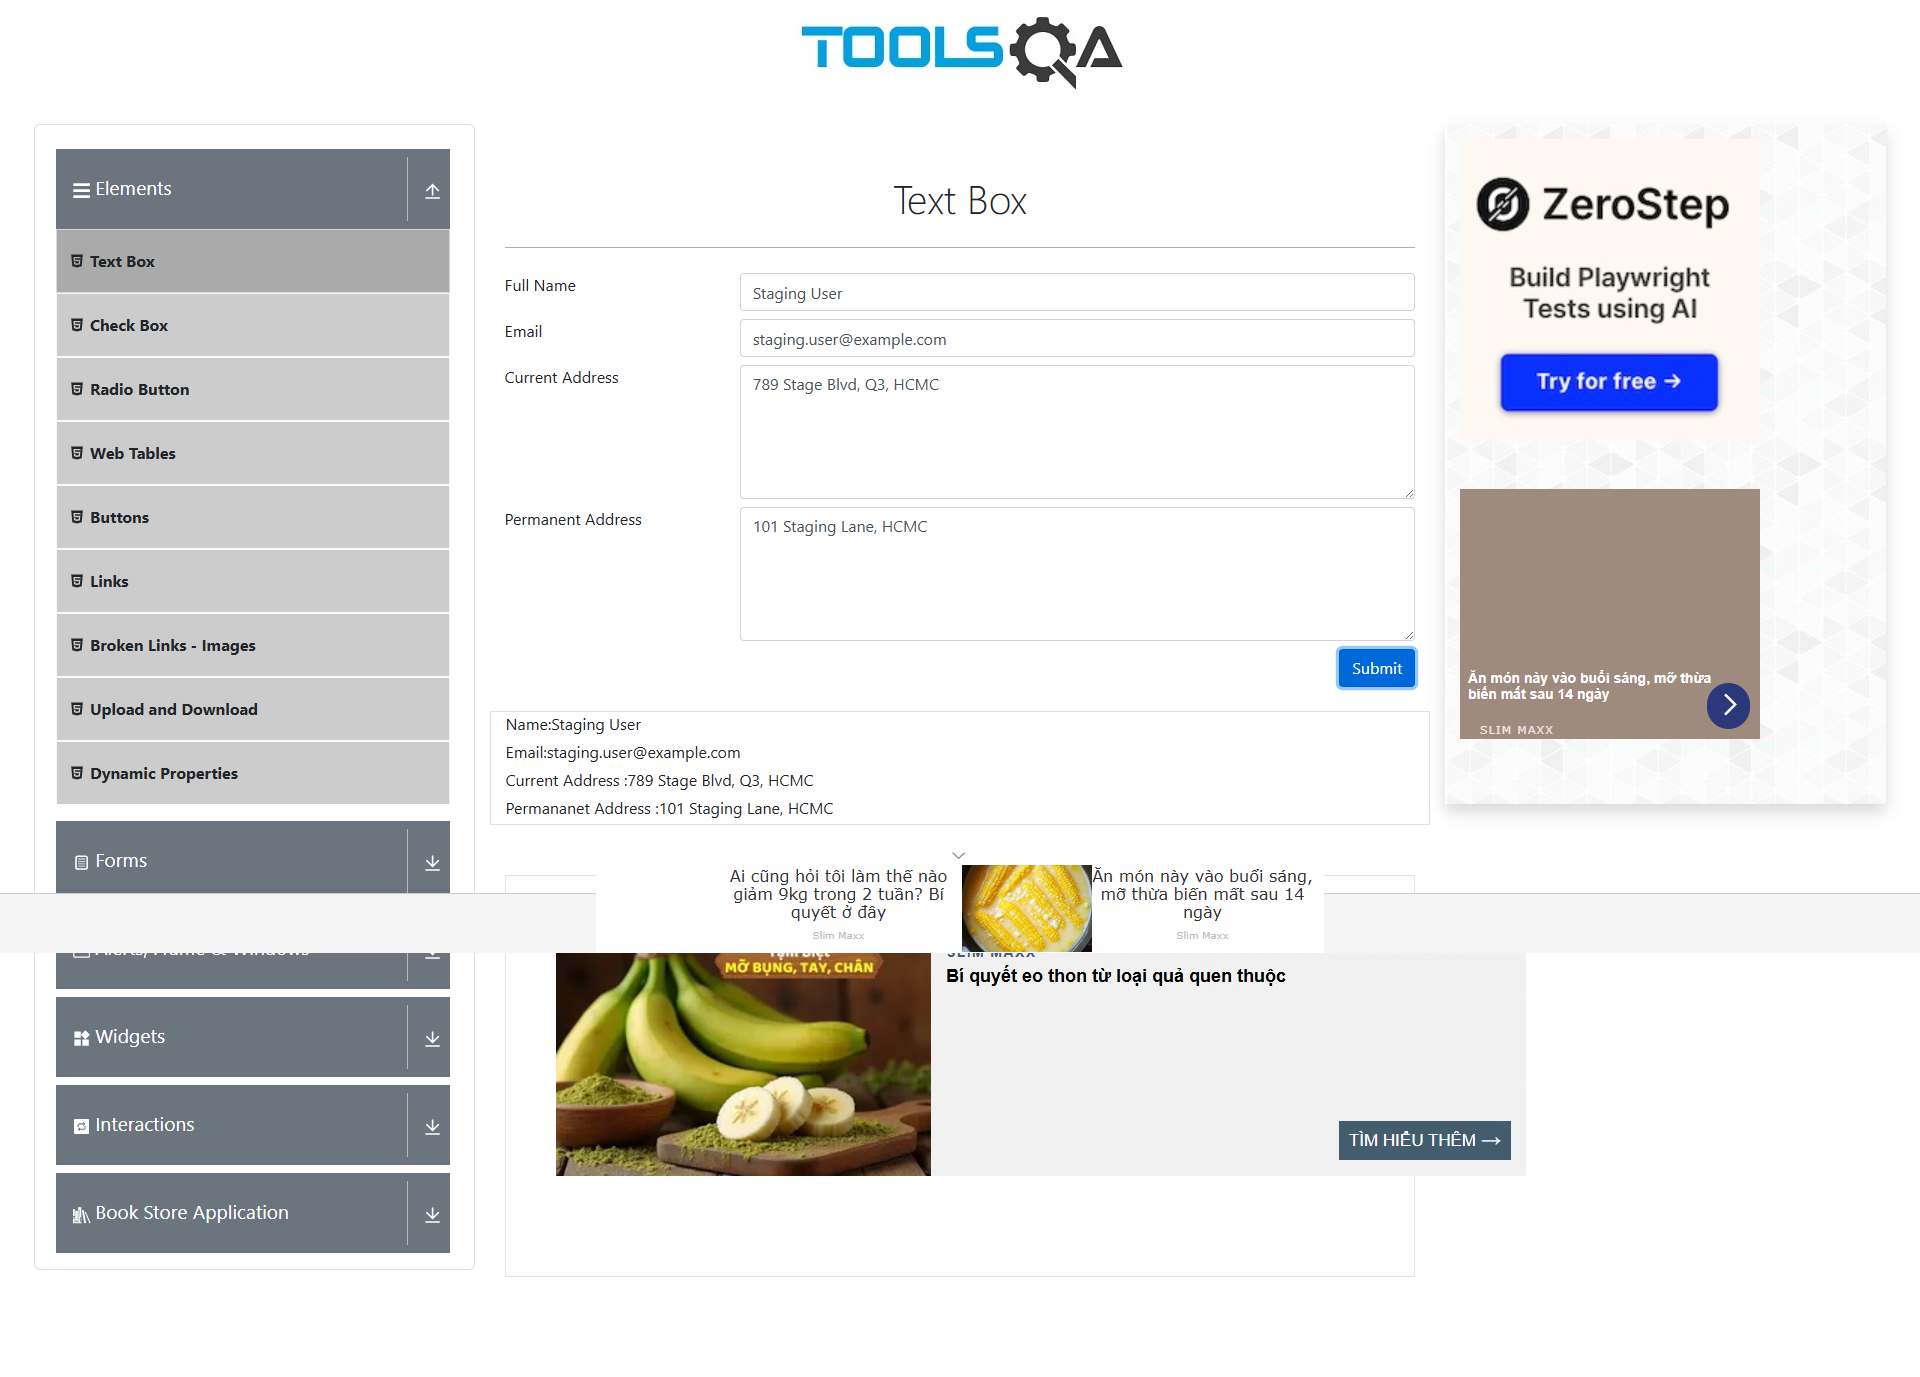 TOOLSQA
Elements
Text Box
Check Box
Radio Button
Web Tables
Buttons
Links
Broken Links - Images
Upload and Download
Dynamic Properties
Forms
Alerts, Frame & Windows
Widgets
Interactions
Book Store Application
Text Box
Full Name
Staging User
Email
staging.user@example.com
Current Address
789 Stage Blvd, Q3, HCMC
Permanent Address
101 Staging Lane, HCMC
Submit
Name:Staging User
Email:staging.user@example.com
Current Address :789 Stage Blvd, Q3, HCMC
Permananet Address :101 Staging Lane, HCMC
ZeroStep
Build Playwright
Tests using AI
Try for free →
Ăn món này vào buổi sáng, mỡ thừa
biến mất sau 14 ngày
SLIM MAXX
Ai cũng hỏi tôi làm thế nào
giảm 9kg trong 2 tuần? Bí
quyết ở đây
Slim Maxx
Ăn món này vào buổi sáng,
mỡ thừa biến mất sau 14
ngày
Slim Maxx
Tạm Biệt
MỠ BỤNG, TAY, CHÂN
SLIM MAXX
Bí quyết eo thon từ loại quả quen thuộc
TÌM HIỂU THÊM →